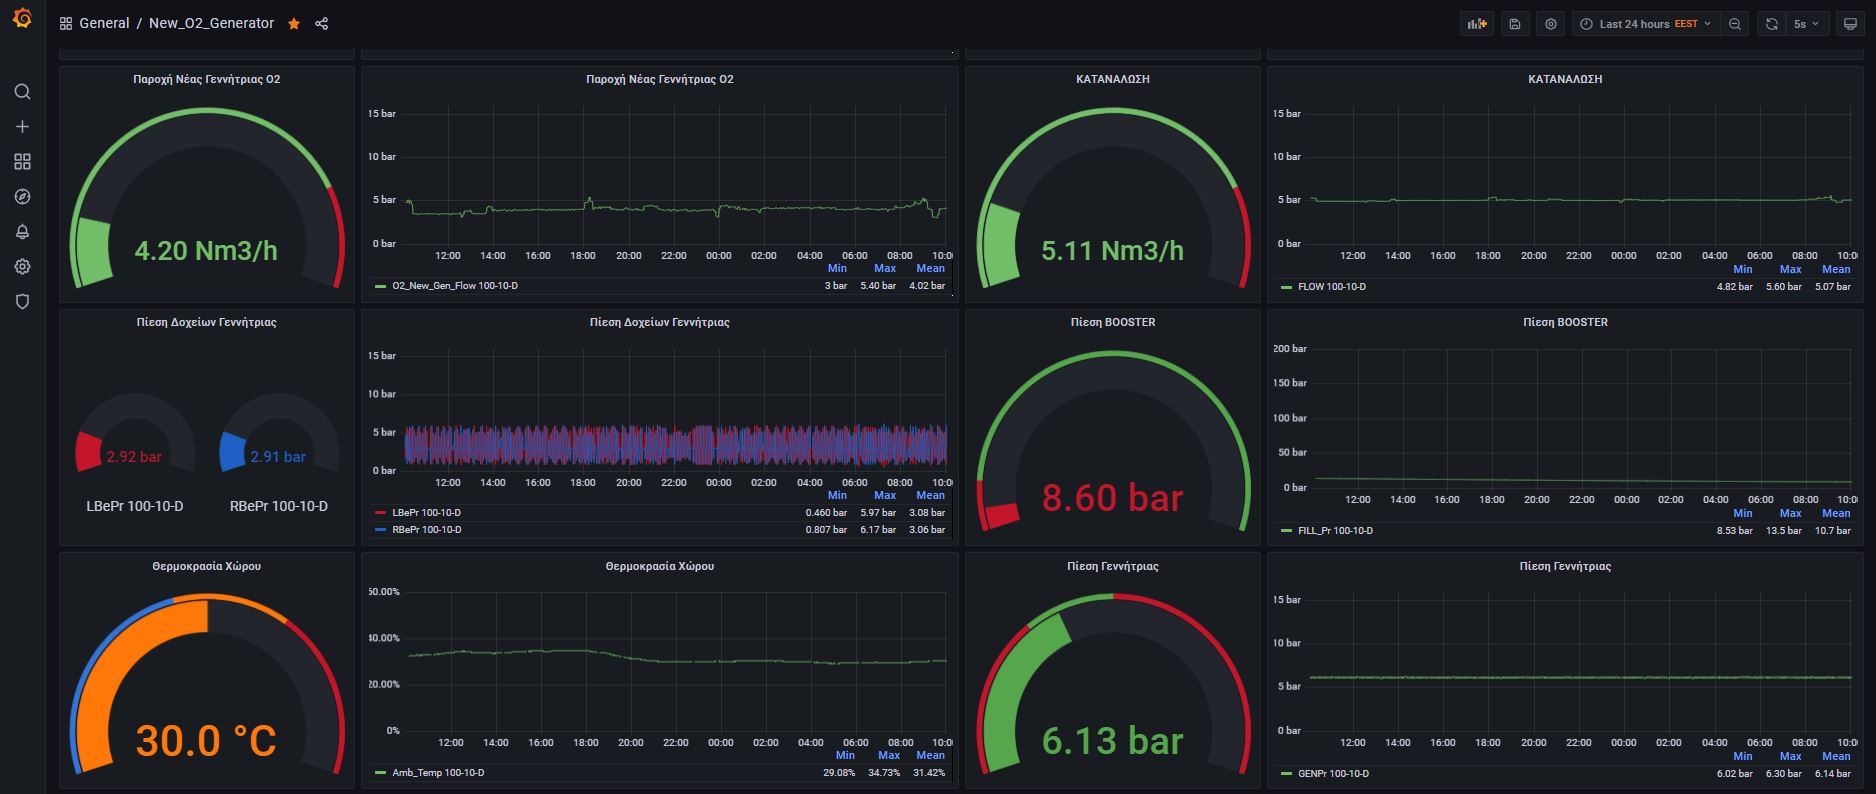 General / New_O2_Generator
Last 24 hours EEST
5s
Παροχή Νέας Γεννήτριας O2
4.20 Nm3/h
Παροχή Νέας Γεννήτριας O2
15 bar
10 bar
5 bar
0 bar
12:00 14:00 16:00 18:00 20:00 22:00 00:00 02:00 04:00 06:00 08:00 10:00
Min Max Mean
O2_New_Gen_Flow 100-10-D 3 bar 5.40 bar 4.02 bar
ΚΑΤΑΝΑΛΩΣΗ
5.11 Nm3/h
ΚΑΤΑΝΑΛΩΣΗ
15 bar
10 bar
5 bar
0 bar
12:00 14:00 16:00 18:00 20:00 22:00 00:00 02:00 04:00 06:00 08:00 10:00
Min Max Mean
FLOW 100-10-D 4.82 bar 5.60 bar 5.07 bar
Πίεση Δοχείων Γεννήτριας
2.92 bar 2.91 bar
LBePr 100-10-D RBePr 100-10-D
Πίεση Δοχείων Γεννήτριας
15 bar
10 bar
5 bar
0 bar
12:00 14:00 16:00 18:00 20:00 22:00 00:00 02:00 04:00 06:00 08:00 10:00
Min Max Mean
LBePr 100-10-D 0.460 bar 5.97 bar 3.08 bar
RBePr 100-10-D 0.807 bar 6.17 bar 3.06 bar
Πίεση BOOSTER
8.60 bar
Πίεση BOOSTER
200 bar
150 bar
100 bar
50 bar
0 bar
12:00 14:00 16:00 18:00 20:00 22:00 00:00 02:00 04:00 06:00 08:00 10:00
Min Max Mean
FILL_Pr 100-10-D 8.53 bar 13.5 bar 10.7 bar
Θερμοκρασία Χώρου
30.0 °C
Θερμοκρασία Χώρου
60.00%
40.00%
20.00%
0%
12:00 14:00 16:00 18:00 20:00 22:00 00:00 02:00 04:00 06:00 08:00 10:00
Min Max Mean
Amb_Temp 100-10-D 29.08% 34.73% 31.42%
Πίεση Γεννήτριας
6.13 bar
Πίεση Γεννήτριας
15 bar
10 bar
5 bar
0 bar
12:00 14:00 16:00 18:00 20:00 22:00 00:00 02:00 04:00 06:00 08:00 10:00
Min Max Mean
GENPr 100-10-D 6.02 bar 6.30 bar 6.14 bar